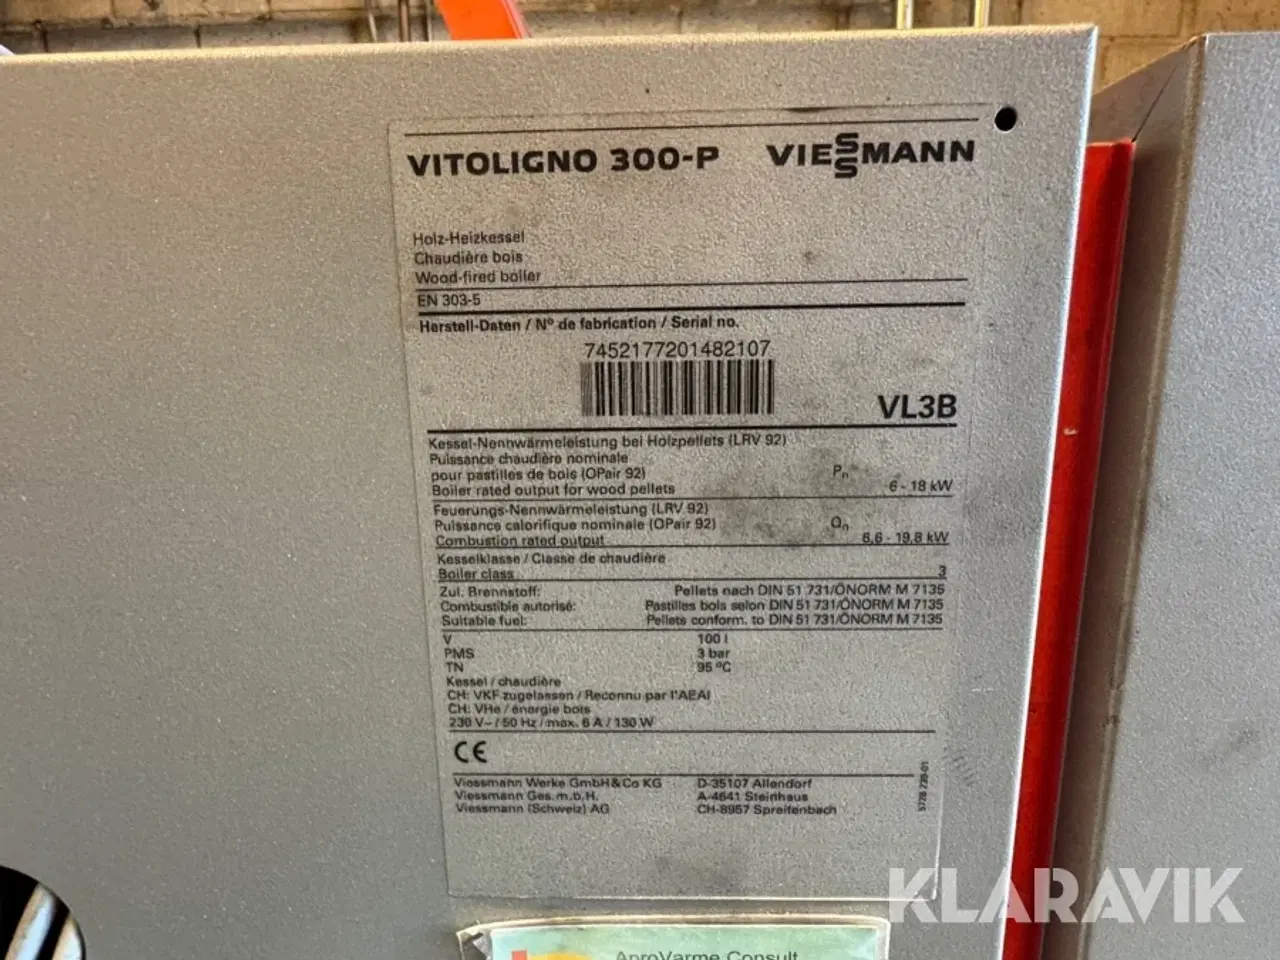 VITOLIGNO 300-P VIESSMANN
Holz-Heizkessel
Chaudière bois
Wood-fired boiler
EN 303-5
Herstell-Daten / N° de fabrication / Serial no.
7452177201482107
VL3B
Kessel-Nennwärmeleistung bei Holzpellets (LRV 92)
Puissance chaudière nominale
pour pastilles de bois (OPair 92) Pn
Boiler rated output for wood pellets 6 - 18 kW
Feuerungs-Nennwärmeleistung (LRV 92)
Puissance calorifique nominale (OPair 92) Qn
Combustion rated output 6,6 - 19,8 kW
Kesselklasse / Classe de chaudière
Boiler class 3
Zul. Brennstoff: Pellets nach DIN 51 731/ÖNORM M 7135
Combustible autorisé: Pastilles bois selon DIN 51 731/ÖNORM M 7135
Suitable fuel: Pellets conform. to DIN 51 731/ÖNORM M 7135
V 100 l
PMS 3 bar
TN 95 °C
Kessel / chaudière
CH: VKF zugelassen / Reconnu par l'AEAI
CH: VHe / énergie bois
230 V~ / 50 Hz / max. 6 A / 130 W
CE
Viessmann Werke GmbH & Co KG D-35107 Allendorf
Viessmann Ges.m.b.H. A-4641 Steinhaus
Viessmann (Schweiz) AG CH-8957 Spreitenbach
KLARAVIK
AproVarme Consult